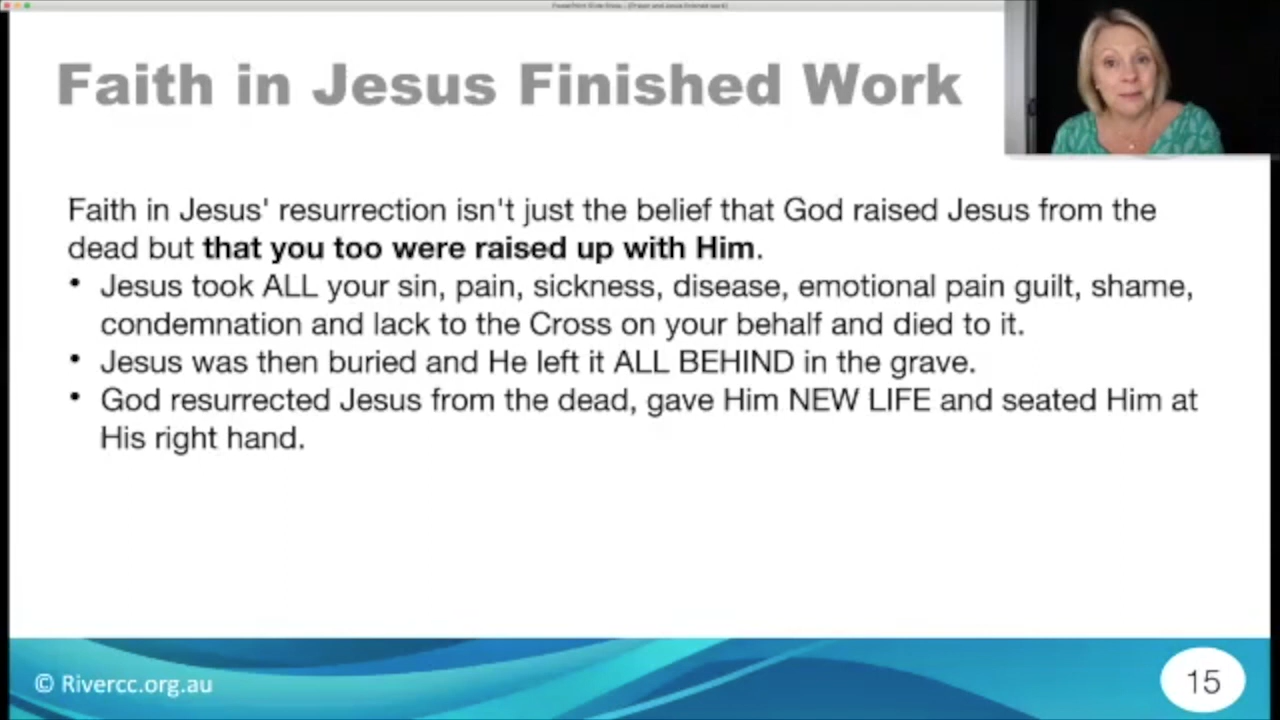 Faith in Jesus Finished Work
Faith in Jesus' resurrection isn't just the belief that God raised Jesus from the
dead but that you too were raised up with Him.
• Jesus took ALL your sin, pain, sickness, disease, emotional pain guilt, shame,
condemnation and lack to the Cross on your behalf and died to it.
• Jesus was then buried and He left it ALL BEHIND in the grave.
• God resurrected Jesus from the dead, gave Him NEW LIFE and seated Him at
His right hand.
© Rivercc.org.au
15